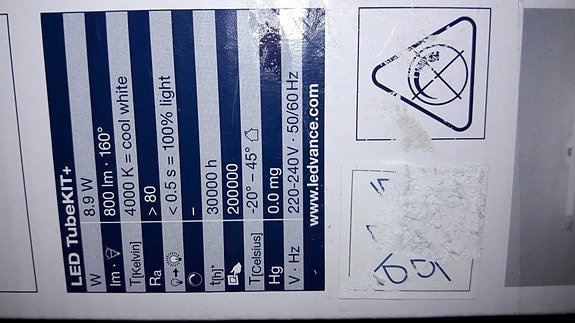 LED TubeKIT+
W 8.9 W
lm · 800 lm · 160°
T[Kelvin] 4000 K = cool white
Ra > 80
< 0.5 s = 100% light
–
t[h]* 30000 h
200000
T[Celsius] -20° – 45°
Hg 0.0 mg
V · Hz 220-240V · 50/60 Hz
www.ledvance.com